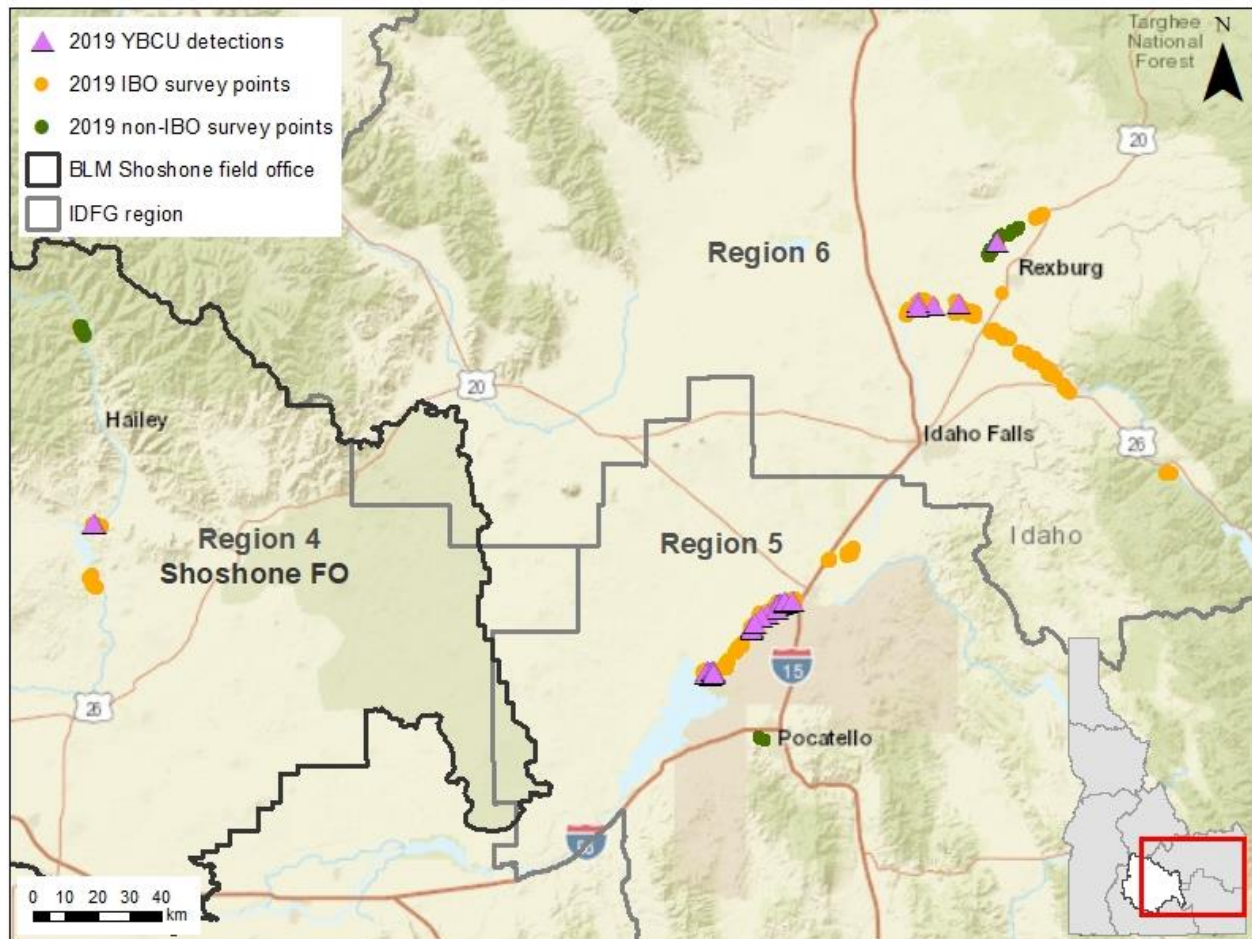 2019 YBCU detections
2019 IBO survey points
2019 non-IBO survey points
BLM Shoshone field office
IDFG region
Targhee
National
Forest
N
20
Region 6
Rexburg
20
Hailey
Idaho Falls
26
Region 4
Shoshone FO
Region 5
Idaho
15
26
Pocatello
0 10 20 30 40
km